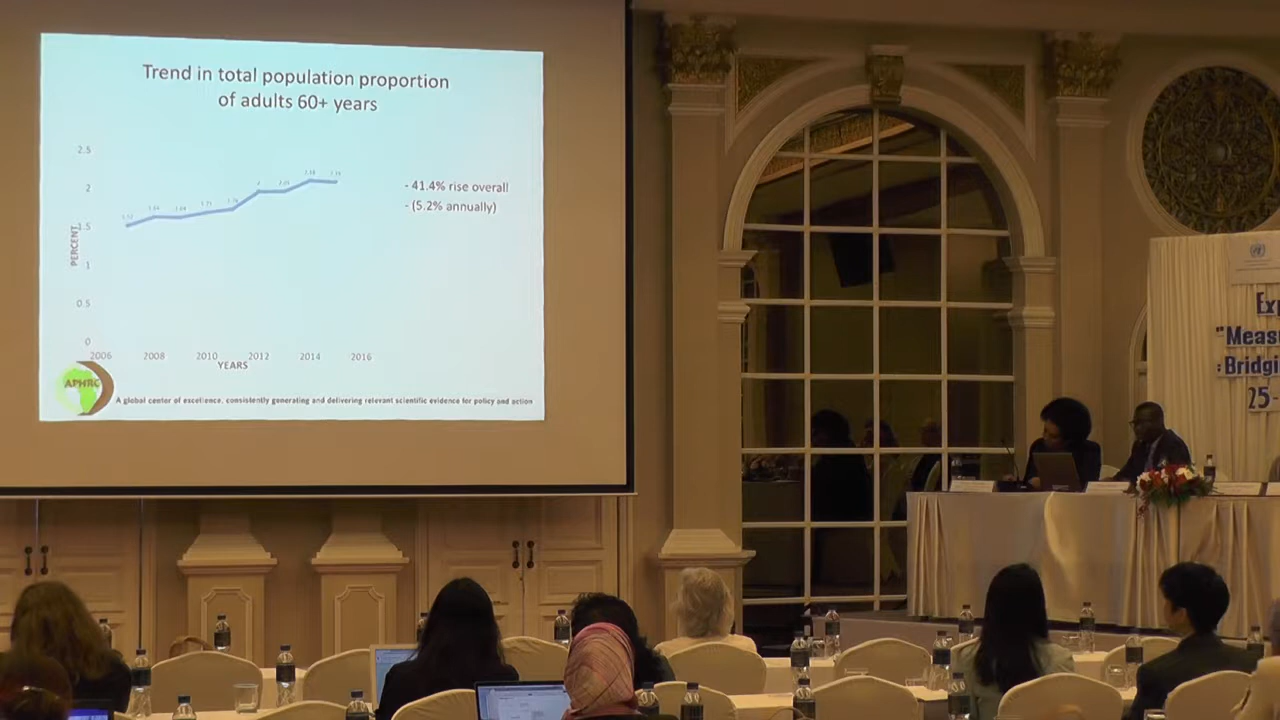 Trend in total population proportion
of adults 60+ years
2.5
2
1.5
1
0.5
0
PERCENT
2006
2008
2010
2012
2014
2016
YEARS
- 41.4% rise overall
- (5.2% annually)
APHRC
A global center of excellence, consistently generating and delivering relevant scientific evidence for policy and action
"Meas
25-